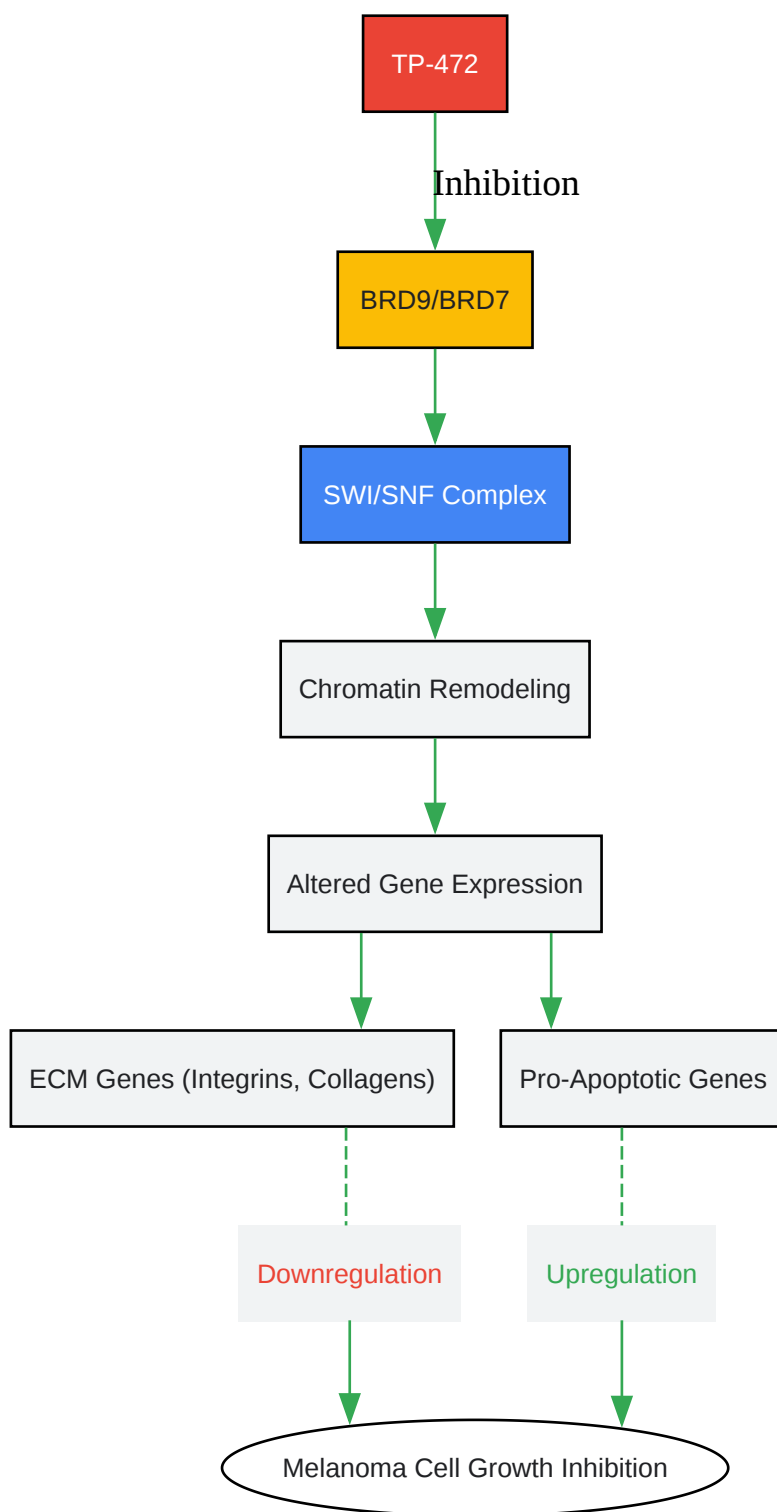 TP-472
Inhibition
BRD9/BRD7
SWI/SNF Complex
Chromatin Remodeling
Altered Gene Expression
ECM Genes (Integrins, Collagens)
Pro-Apoptotic Genes
Downregulation
Upregulation
Melanoma Cell Growth Inhibition